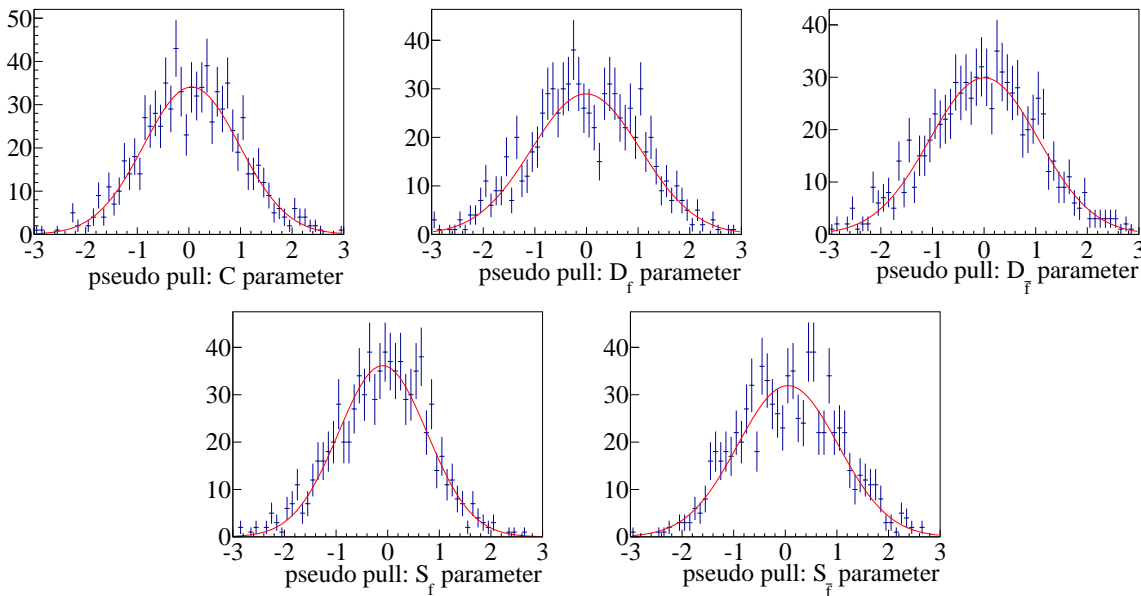 50
40
30
20
10
0
-3 -2 -1 0 1 2 3
pseudo pull: C parameter
40
30
20
10
0
-3 -2 -1 0 1 2 3
pseudo pull: D_f parameter
40
30
20
10
0
-3 -2 -1 0 1 2 3
pseudo pull: D_f̄ parameter
40
30
20
10
0
-3 -2 -1 0 1 2 3
pseudo pull: S_f parameter
40
30
20
10
0
-3 -2 -1 0 1 2 3
pseudo pull: S_f̄ parameter